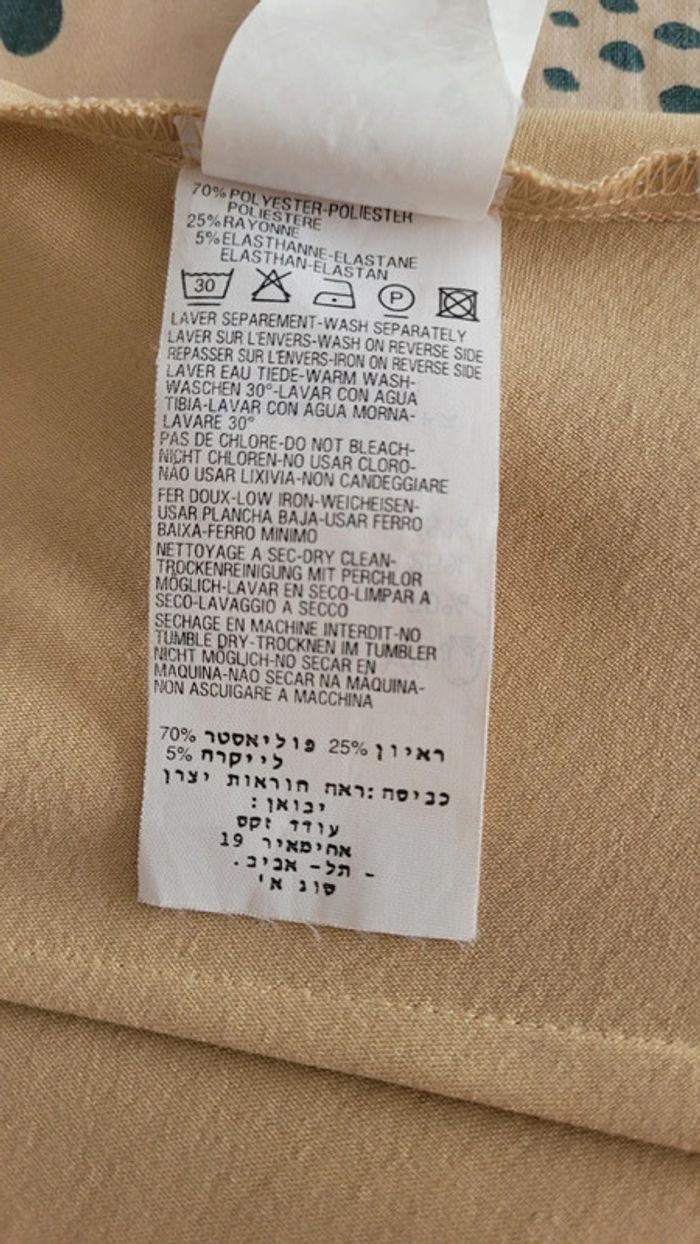 70% POLYESTER-POLIESTER
POLIESTERE
25% RAYONNE
5% ELASTHANNE-ELASTANE
ELASTHAN-ELASTAN
30 P
LAVER SEPAREMENT-WASH SEPARATELY
LAVER SUR L'ENVERS-WASH ON REVERSE SIDE
REPASSER SUR L'ENVERS-IRON ON REVERSE SIDE
LAVER EAU TIEDE-WARM WASH-
WASCHEN 30°-LAVAR CON AGUA
TIBIA-LAVAR CON AGUA MORNA-
LAVARE 30°
PAS DE CHLORE-DO NOT BLEACH-
NICHT CHLOREN-NO USAR CLORO-
NÃO USAR LIXIVIA-NON CANDEGGIARE
FER DOUX-LOW IRON-WEICHEISEN-
USAR PLANCHA BAJA-USAR FERRO
BAIXA-FERRO MINIMO
NETTOYAGE A SEC-DRY CLEAN-
TROCKENREINIGUNG MIT PERCHLOR
MÖGLICH-LAVAR EN SECO-LIMPAR A
SECO-LAVAGGIO A SECCO
SECHAGE EN MACHINE INTERDIT-NO
TUMBLE DRY-TROCKNEN IM TUMBLER
NICHT MÖGLICH-NO SECAR EN
MAQUINA-NÃO SECAR NA MAQUINA-
NON ASCUIGARE A MACCHINA
70% פוליאסטר 25% ראיון
5% לייקרה
כביסה: ראה הוראות יצרן
יבואן:
עודד זקס
אחימאיר 19
- תל-אביב.
סוג א'